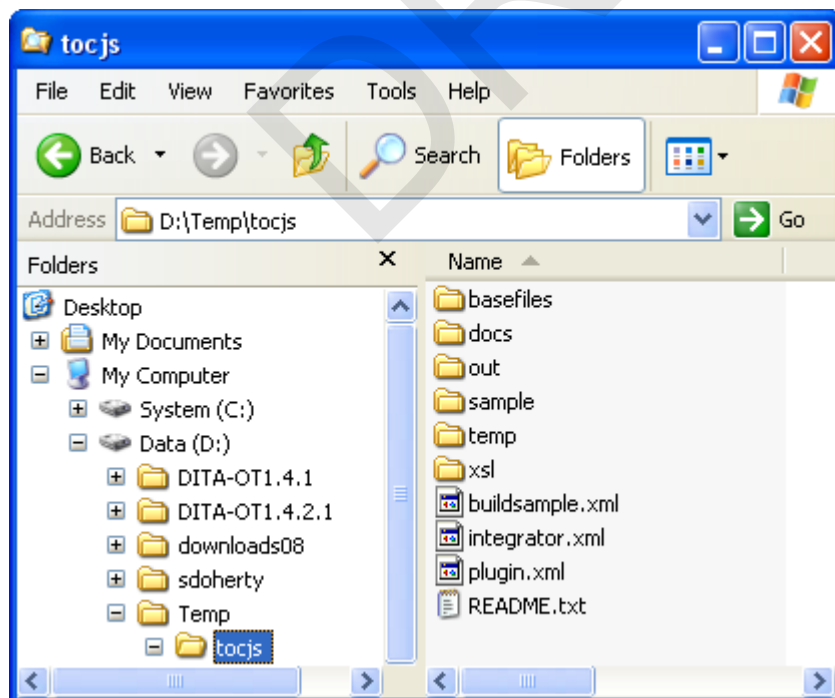 tocjs
File Edit View Favorites Tools Help
Back Search Folders
Address D:\Temp\tocjs Go
Folders
Desktop
My Documents
My Computer
System (C:)
Data (D:)
DITA-OT1.4.1
DITA-OT1.4.2.1
downloads08
sdoherty
Temp
tocjs
Name
basefiles
docs
out
sample
temp
xsl
buildsample.xml
integrator.xml
plugin.xml
README.txt